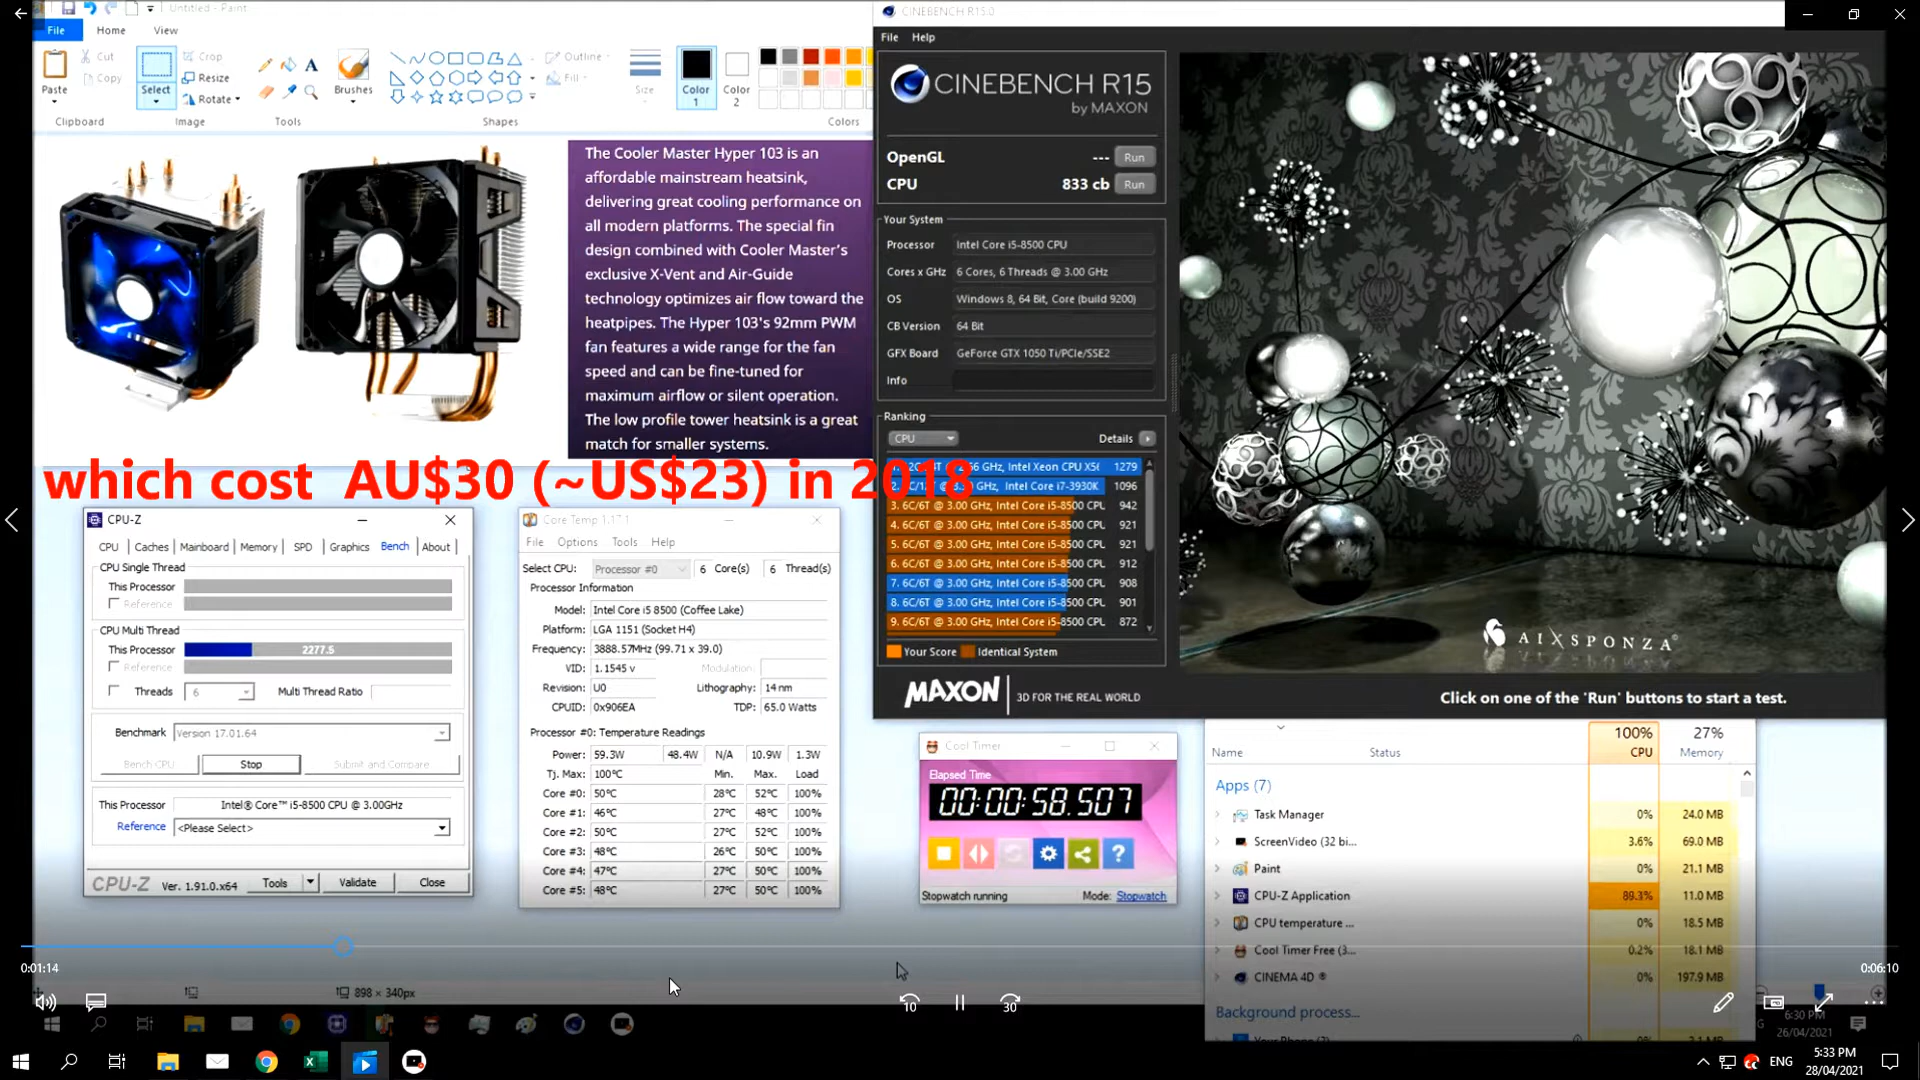 Untitled - Paint
File
Home
View
Paste
Cut
Copy
Clipboard
Select
Crop
Resize
Rotate
Image
Tools
Brushes
Shapes
Outline
Fill
Size
Color 1
Color 2
Colors
The Cooler Master Hyper 103 is an
affordable mainstream heatsink,
delivering great cooling performance on
all modern platforms. The special fin
design combined with Cooler Master's
exclusive X-Vent and Air-Guide
technology optimizes air flow toward the
heatpipes. The Hyper 103's 92mm PWM
fan features a wide range for the fan
speed and can be fine-tuned for
maximum airflow or silent operation.
The low profile tower heatsink is a great
match for smaller systems.
which cost AU$30 (~US$23) in 2018
CINEBENCH R15.0
File Help
CINEBENCH R15
by MAXON
OpenGL --- Run
CPU 833 cb Run
Your System
Processor Intel Core i5-8500 CPU
Cores x GHz 6 Cores, 6 Threads @ 3.00 GHz
OS Windows 8, 64 Bit, Core (build 9200)
CB Version 64 Bit
GFX Board GeForce GTX 1050 Ti/PCIe/SSE2
Info
Ranking
CPU Details
GHz, Intel Xeon CPU X5 1279
2. GHz, Intel Core i7-3930K 1096
3. 6C/6T @ 3.00 GHz, Intel Core i5-8500 CPL 942
4. 6C/6T @ 3.00 GHz, Intel Core i5-8500 CPL 921
5. 6C/6T @ 3.00 GHz, Intel Core i5-8500 CPL 921
6. 6C/6T @ 3.00 GHz, Intel Core i5-8500 CPL 912
7. 6C/6T @ 3.00 GHz, Intel Core i5-8500 CPL 908
8. 6C/6T @ 3.00 GHz, Intel Core i5-8500 CPL 901
9. 6C/6T @ 3.00 GHz, Intel Core i5-8500 CPL 872
Your Score Identical System
MAXON 3D FOR THE REAL WORLD
AIXSPONZA
Click on one of the 'Run' buttons to start a test.
CPU-Z
CPU Caches Mainboard Memory SPD Graphics Bench About
CPU Single Thread
This Processor
Reference
CPU Multi Thread
This Processor 2277.5
Reference
Threads 6 Multi Thread Ratio
Benchmark Version 17.01.64
Bench CPU Stop Submit and Compare
This Processor Intel® Core™ i5-8500 CPU @ 3.00GHz
Reference <Please Select>
CPU-Z Ver. 1.91.0.x64 Tools Validate Close
Core Temp 1.17.1
File Options Tools Help
Select CPU: Processor #0 6 Core(s) 6 Thread(s)
Processor Information
Model: Intel Core i5 8500 (Coffee Lake)
Platform: LGA 1151 (Socket H4)
Frequency: 3888.57MHz (99.71 x 39.0)
VID: 1.1545 v Modulation:
Revision: U0 Lithography: 14 nm
CPUID: 0x906EA TDP: 65.0 Watts
Processor #0: Temperature Readings
Power: 59.3W 48.4W N/A 10.9W 1.3W
Tj. Max: 100°C Min. Max. Load
Core #0: 50°C 28°C 52°C 100%
Core #1: 46°C 27°C 48°C 100%
Core #2: 50°C 27°C 52°C 100%
Core #3: 48°C 26°C 50°C 100%
Core #4: 47°C 27°C 50°C 100%
Core #5: 48°C 27°C 50°C 100%
Cool Timer
Elapsed Time
00:00:58.507
Stopwatch running Mode: Stopwatch
100% 27%
Name Status CPU Memory
Apps (7)
Task Manager 0% 24.0 MB
ScreenVideo (32 bi... 3.6% 69.0 MB
Paint 0% 21.1 MB
CPU-Z Application 89.3% 11.0 MB
CPU temperature ... 0% 18.5 MB
Cool Timer Free (3... 0.2% 18.1 MB
CINEMA 4D ® 0% 197.9 MB
Background process...
0:01:14
0:06:10
898 × 340px
10
30
6:30 PM
26/04/2021
ENG
5:33 PM
28/04/2021